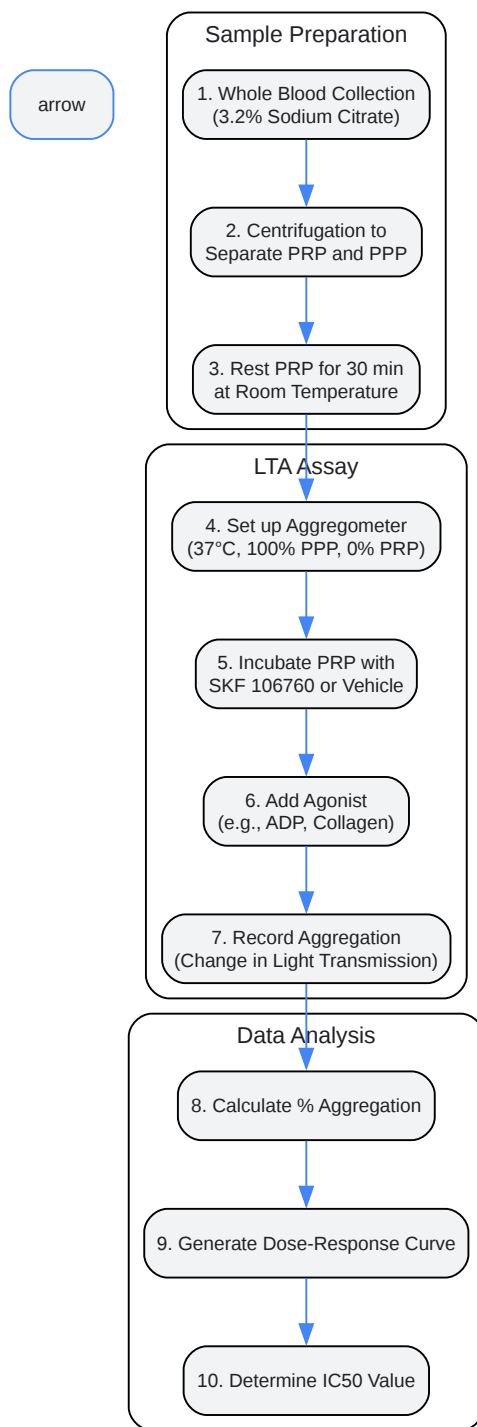 Sample Preparation
arrow
1. Whole Blood Collection
(3.2% Sodium Citrate)
2. Centrifugation to
Separate PRP and PPP
3. Rest PRP for 30 min
at Room Temperature
LTA Assay
4. Set up Aggregometer
(37°C, 100% PPP, 0% PRP)
5. Incubate PRP with
SKF 106760 or Vehicle
6. Add Agonist
(e.g., ADP, Collagen)
7. Record Aggregation
(Change in Light Transmission)
Data Analysis
8. Calculate % Aggregation
9. Generate Dose-Response Curve
10. Determine IC50 Value